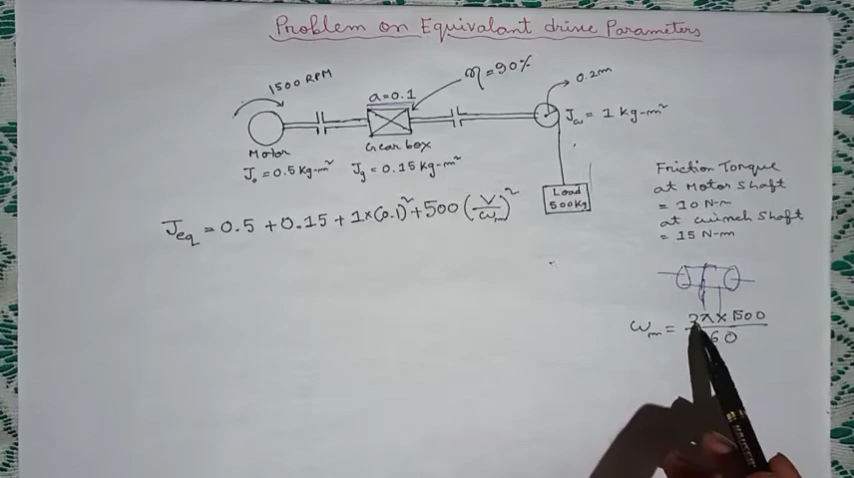 Problem on Equivalant drive Parameters
1500 RPM
a=0.1
η=90%
0.2m
Jω = 1 kg-m²
Motor
Gear box
J₀ = 0.5 kg-m² Jg = 0.15 kg-m²
Load
500Kg
Friction Torque
at Motor Shaft
= 10 N-m
at winch Shaft
= 15 N-m
Jeq = 0.5 + 0.15 + 1×(0.1)² + 500 (V/ωm)²
ωm = 2π×1500/60